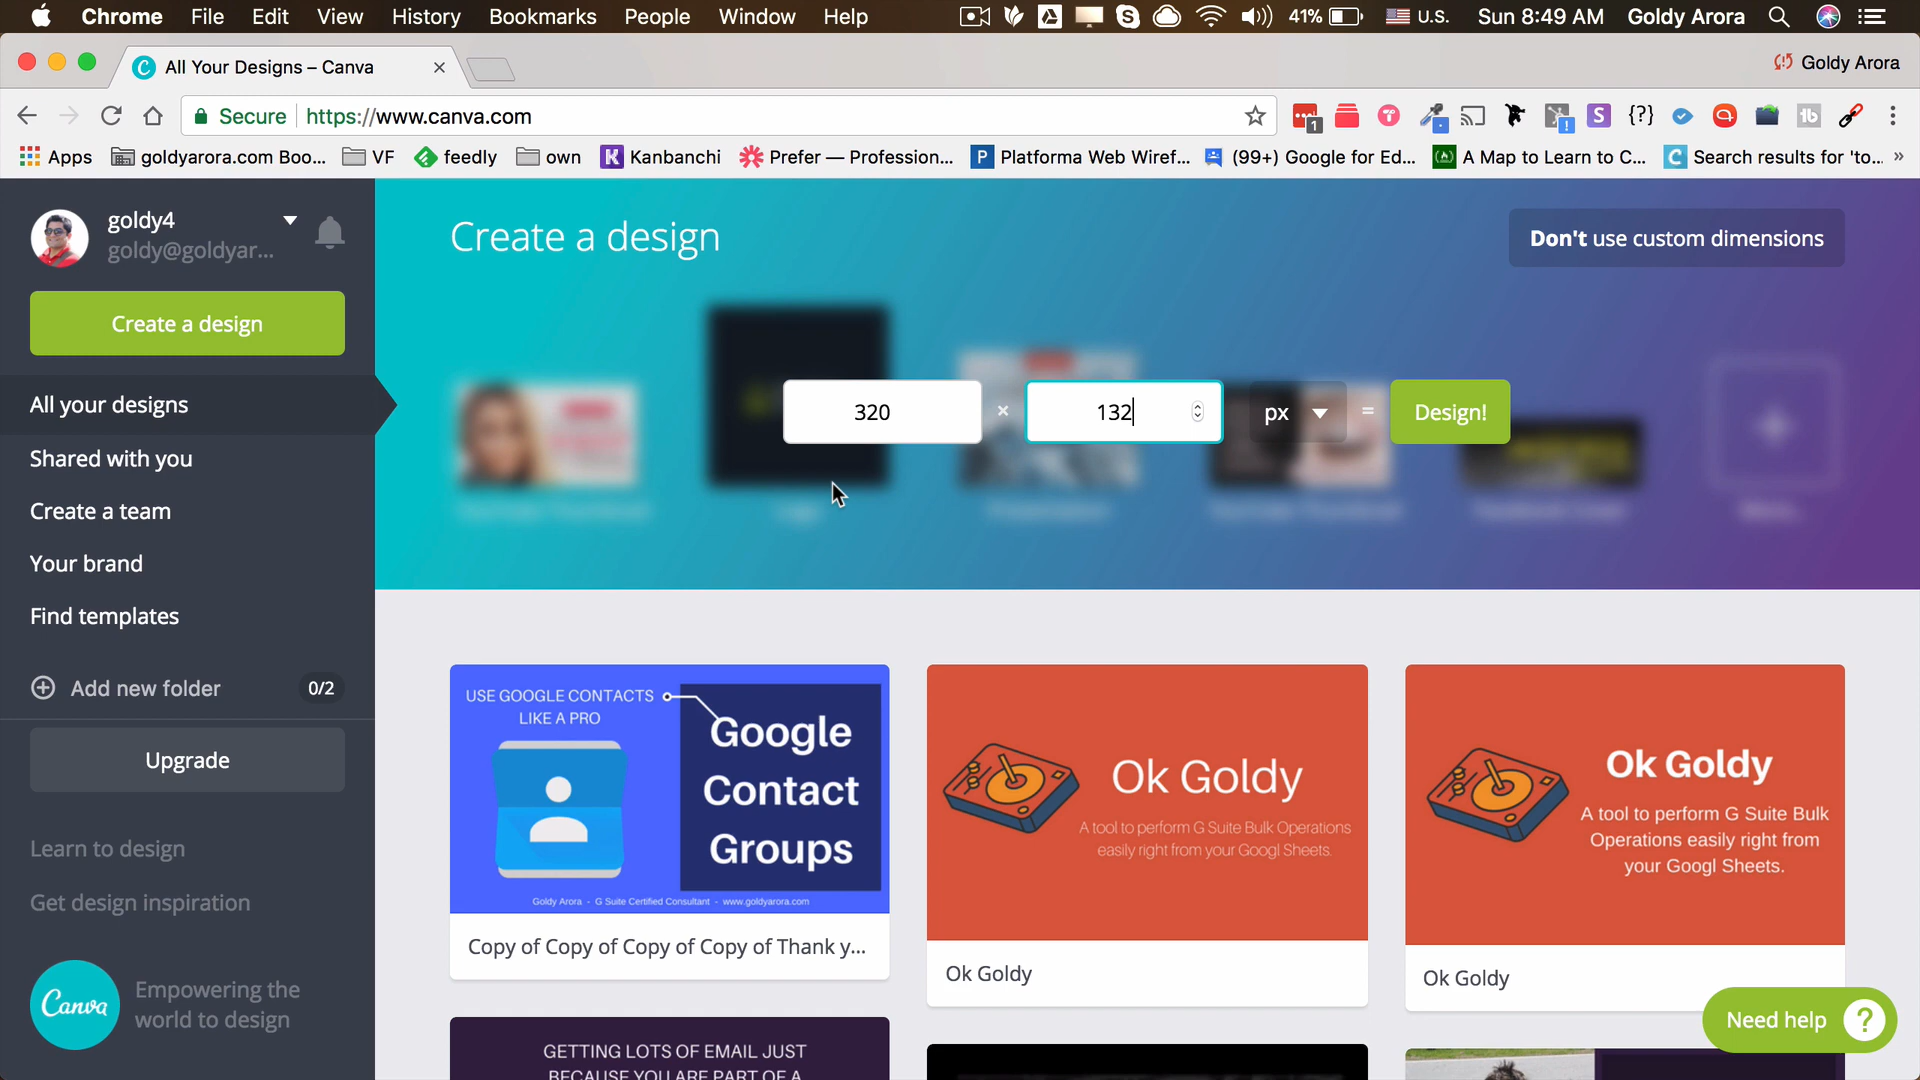 Chrome File Edit View History Bookmarks People Window Help 41% U.S. Sun 8:49 AM Goldy Arora
All Your Designs – Canva
Goldy Arora
Secure https://www.canva.com
Apps goldyarora.com Boo... VF feedly own Kanbanchi Prefer — Profession... Platforma Web Wiref... (99+) Google for Ed... A Map to Learn to C... Search results for 'to... »
goldy4
goldy@goldyar...
Create a design
All your designs
Shared with you
Create a team
Your brand
Find templates
Add new folder 0/2
Upgrade
Learn to design
Get design inspiration
Canva
Empowering the
world to design
Create a design
Don't use custom dimensions
320 × 132 px = Design!
USE GOOGLE CONTACTS
LIKE A PRO
Google
Contact
Groups
Goldy Arora - G Suite Certified Consultant - www.goldyarora.com
Copy of Copy of Copy of Copy of Thank y...
Ok Goldy
A tool to perform G Suite Bulk Operations
easily right from your Googl Sheets.
Ok Goldy
Ok Goldy
A tool to perform G Suite Bulk
Operations easily right from
your Googl Sheets.
Ok Goldy
GETTING LOTS OF EMAIL JUST
BECAUSE YOU ARE PART OF A
Need help ?